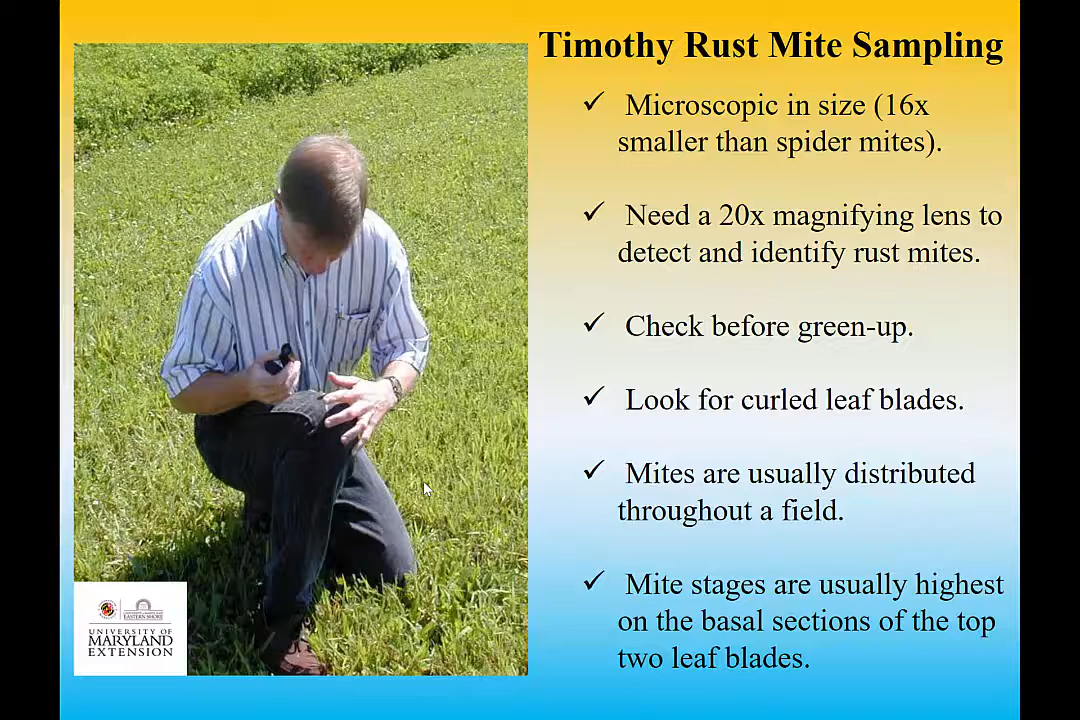 Timothy Rust Mite Sampling
✓ Microscopic in size (16x
smaller than spider mites).
✓ Need a 20x magnifying lens to
detect and identify rust mites.
✓ Check before green-up.
✓ Look for curled leaf blades.
✓ Mites are usually distributed
throughout a field.
✓ Mite stages are usually highest
on the basal sections of the top
two leaf blades.
EASTERN SHORE
UNIVERSITY OF
MARYLAND
EXTENSION